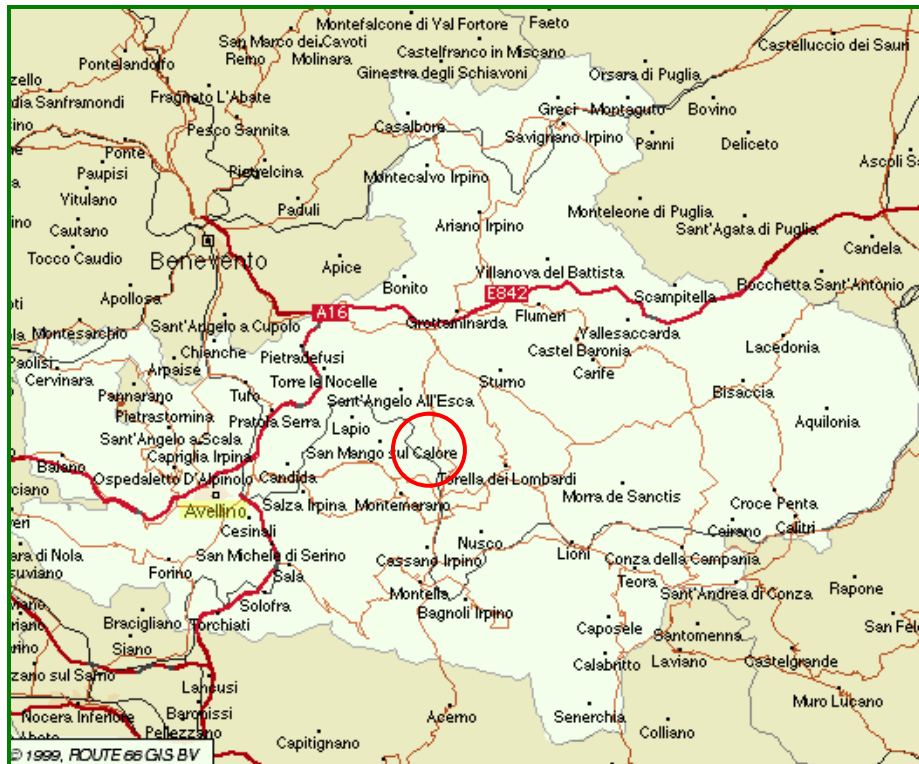 Montefalcone di Val Fortore
Faeto
San Marco dei Cavoti
Reino
Molinara
Castelfranco in Miscano
Castelluccio dei Sauri
Pontelandolfo
Ginestra degli Schiavoni
Orsara di Puglia
Fragneto L'Abate
Greci
Montaguto
Bovino
Casalbore
Pesco Sannita
Savignano Irpino
Panni
Deliceto
Ponte
Paupisi
Pietrelcina
Montecalvo Irpino
Vitulano
Paduli
Cautano
Ariano Irpino
Monteleone di Puglia
Sant'Agata di Puglia
Tocco Caudio
Benevento
Apice
Villanova del Battista
Candela
Apollosa
Bonito
E842
Scampitella
Rocchetta Sant'Antonio
A16
Montesarchio
Sant'Angelo a Cupolo
Grottaminarda
Flumeri
Vallesaccarda
Chianche
Pietradefusi
Castel Baronia
Lacedonia
Paolisi
Arpaise
Carife
Cervinara
Torre le Nocelle
Sturno
Pannarano
Tufo
Sant'Angelo All'Esca
Bisaccia
Pietrastornina
Pratola Serra
Lapio
Aquilonia
Sant'Angelo a Scala
San Mango sul Calore
Baiano
Capriglia Irpina
Ospedaletto D'Alpinolo
Candida
Torella dei Lombardi
Avellino
Salza Irpina
Montemarano
Morra de Sanctis
Croce Penta
Cesinali
Cairano
Calitri
San Michele di Serino
Nusco
Lioni
Cassano Irpino
Conza della Campania
Forino
Sala
Teora
Montella
Sant'Andrea di Conza
Rapone
Solofra
Bagnoli Irpino
Bracigliano
Torchiati
Caposele
Santomenna
Siano
Calabritto
Laviano
Castelgrande
Lancusi
Muro Lucano
Nocera Inferiore
Baronissi
Acerno
Senerchia
Pellezzano
Capitignano
Colliano
© 1999, ROUTE 66 GIS BV